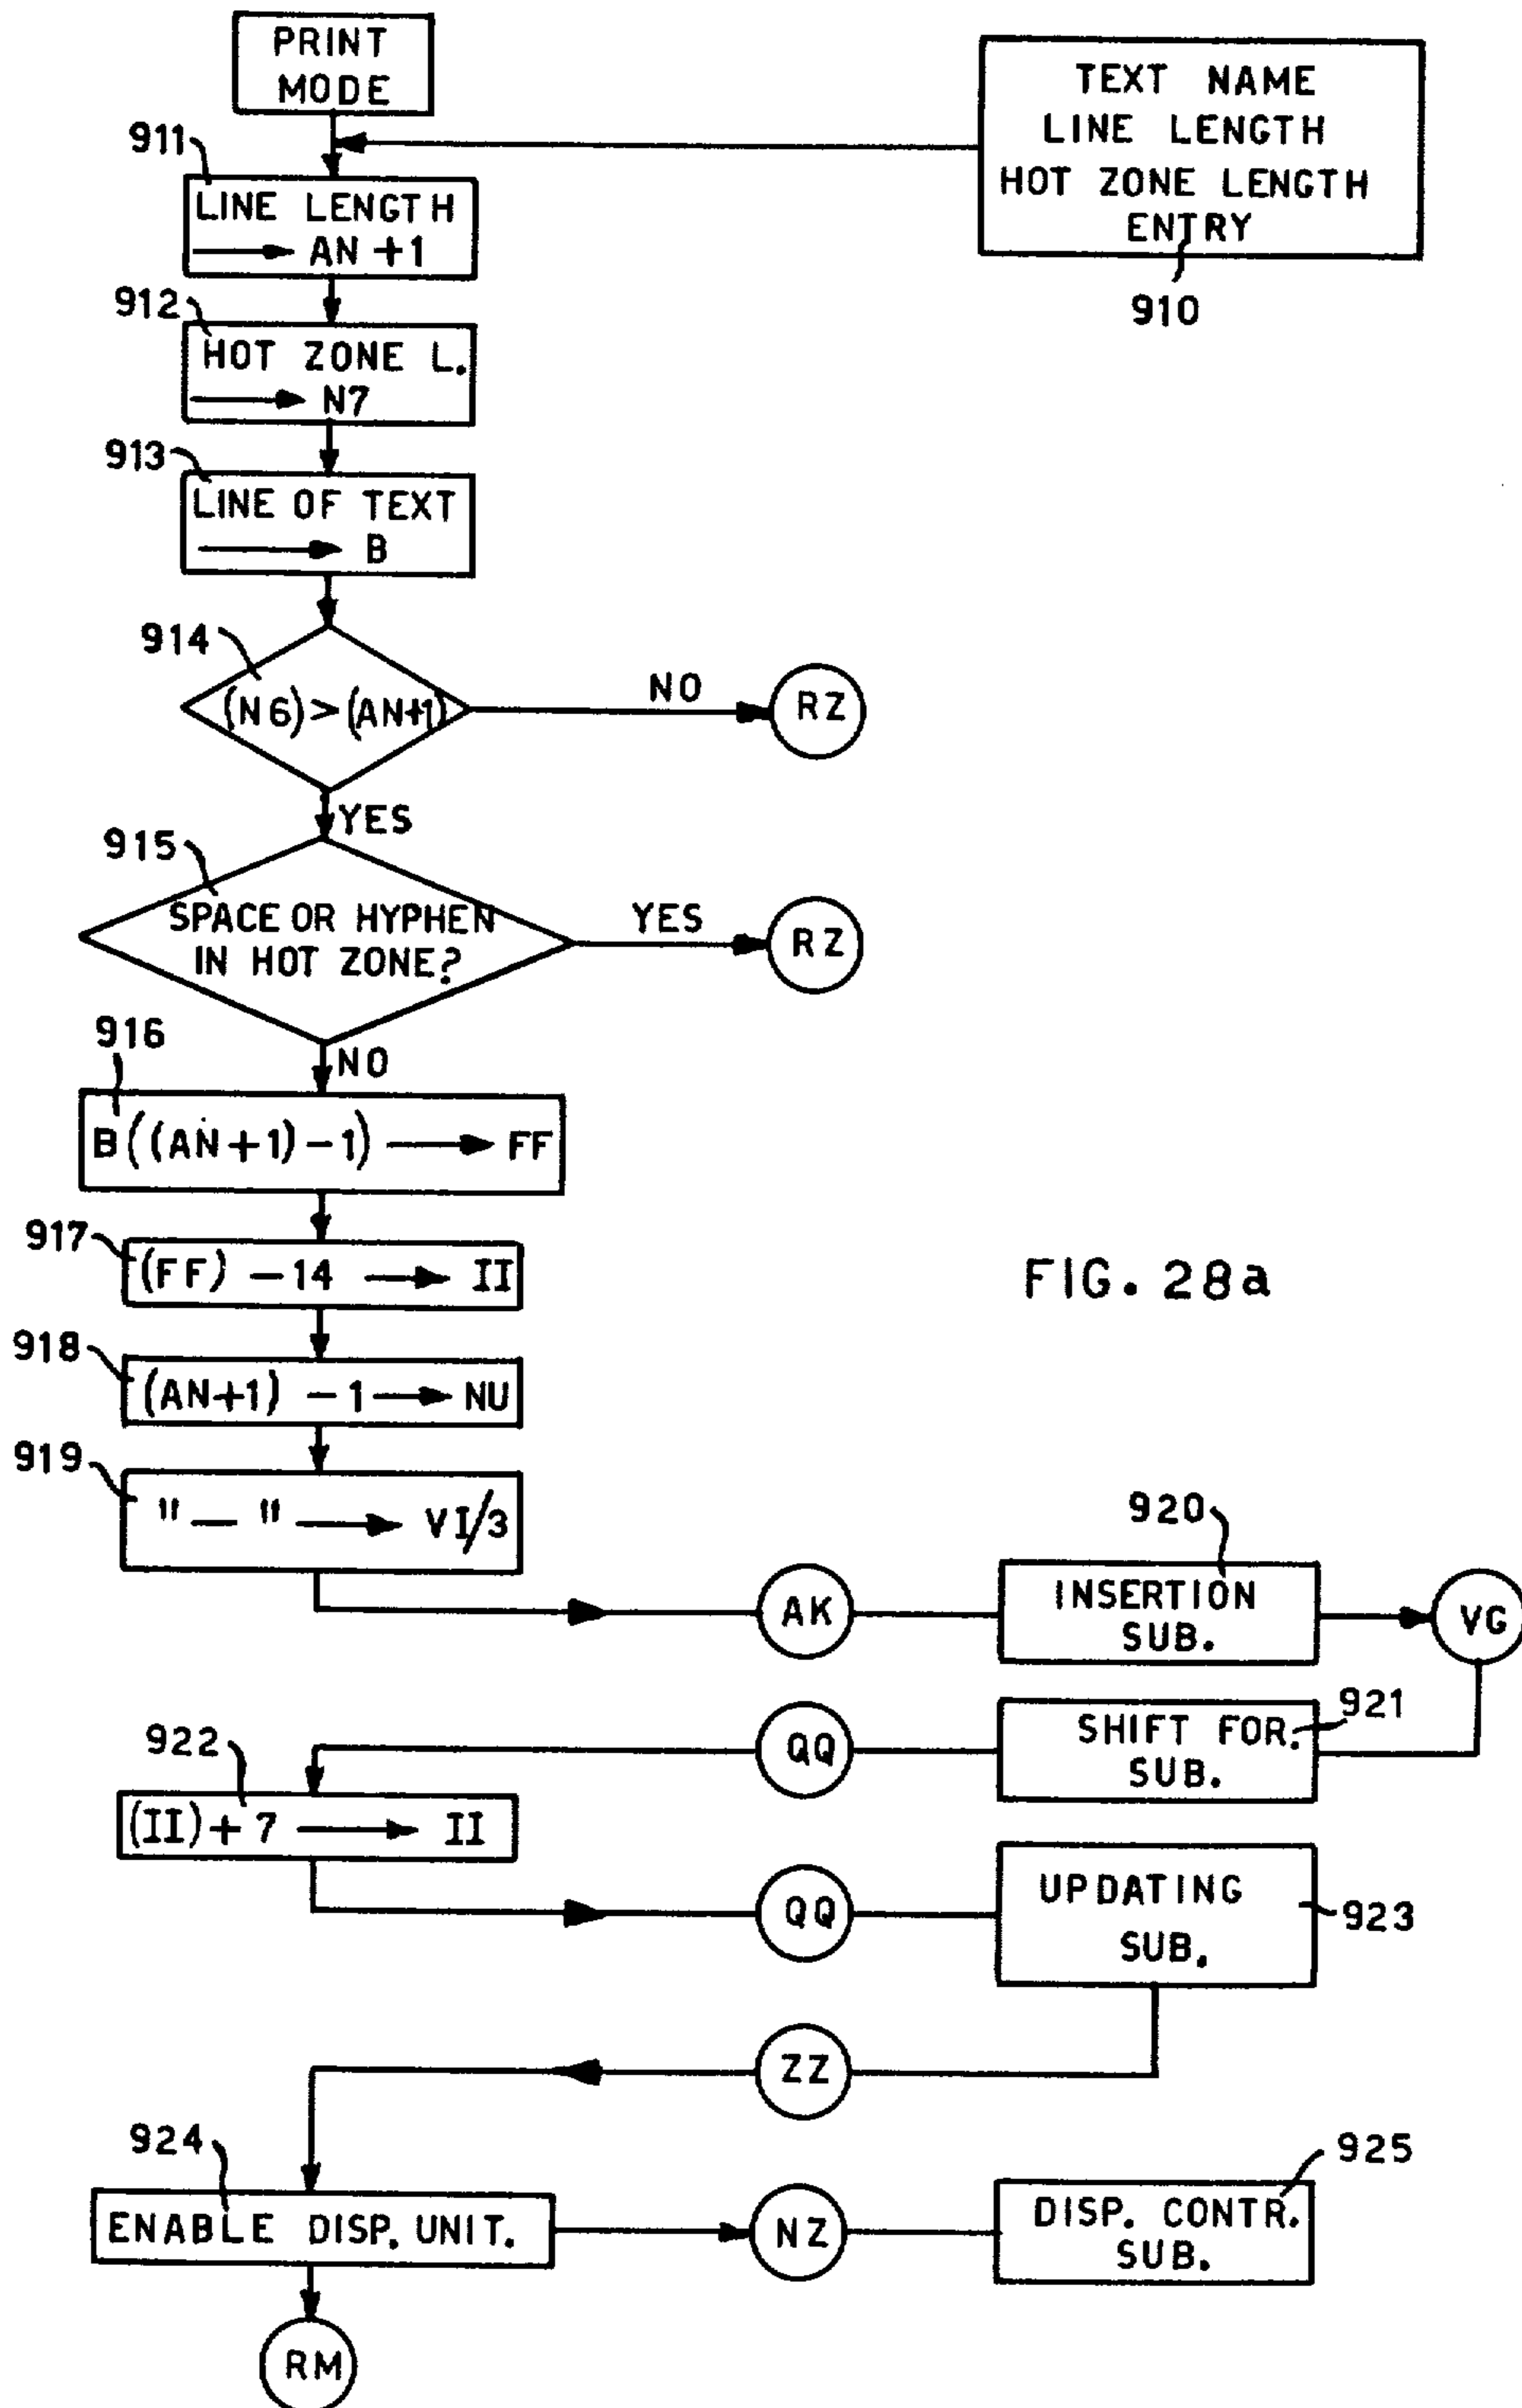 PRINT
MODE
TEXT NAME
LINE LENGTH
HOT ZONE LENGTH
ENTRY
910
911
LINE LENGTH
→ AN +1
912
HOT ZONE L.
→ N7
913
LINE OF TEXT
→ B
914
(N6) > (AN+1)
NO
RZ
YES
915
SPACE OR HYPHEN
IN HOT ZONE?
YES
RZ
NO
916
B((AN+1)-1) → FF
917
(FF) -14 → II
FIG. 28a
918
(AN+1) -1 → NU
919
"—" → VI/3
AK
920
INSERTION
SUB.
VG
921
SHIFT FOR.
SUB.
QQ
922
(II)+7 → II
QQ
UPDATING
SUB.
923
ZZ
924
ENABLE DISP. UNIT.
NZ
925
DISP. CONTR.
SUB.
RM